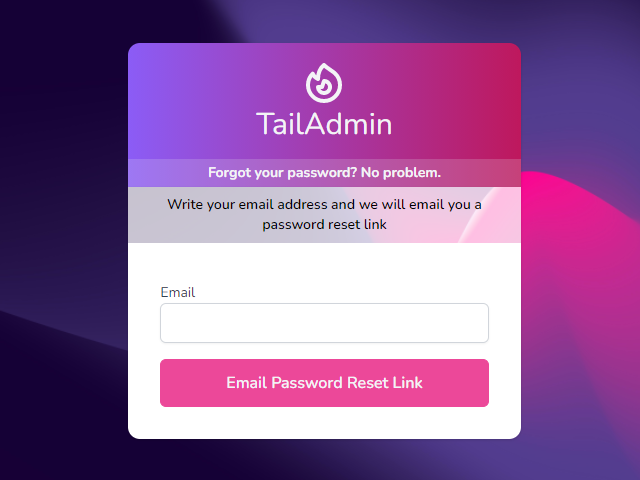 TailAdmin
Forgot your password? No problem.
Write your email address and we will email you a
password reset link
Email
Email Password Reset Link